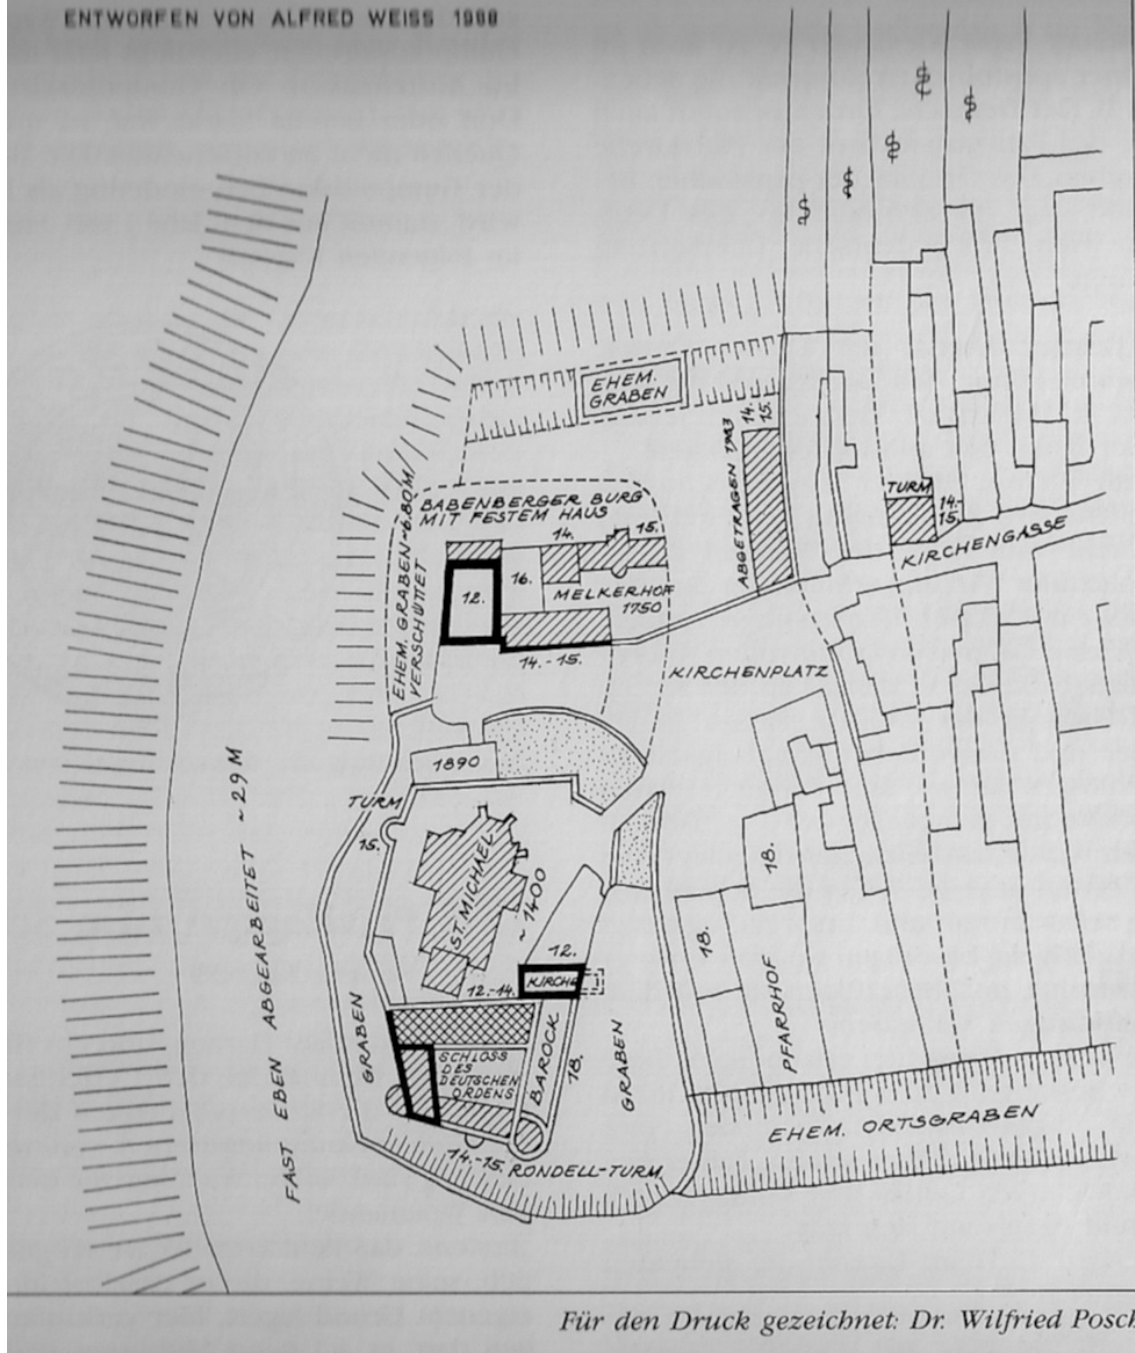 ENTWORFEN VON ALFRED WEISS 1988
EHEM.
GRABEN
14.
15.
ABGETRAGEN 1983
TURM
14.-
15.
KIRCHENGASSE
BABENBERGER BURG
MIT FESTEM HAUS
14.
15.
16.
12.
MELKERHOF
1750
14.-15.
EHEM. GRABEN ~6.80 M
VERSCHÜTTET
KIRCHENPLATZ
1890
TURM
15.
ST. MICHAEL
~ 1400
18.
18.
12.
KIRCHE
12.-14.
GRABEN
SCHLOSS
DES
DEUTSCHEN
ORDENS
BAROCK.
18.
GRABEN
PFARRHOF
14.-15.
RONDELL-TURM
EHEM. ORTSGRABEN
FAST EBEN ABGEARBEITET ~ 29 M
Für den Druck gezeichnet: Dr. Wilfried Posch